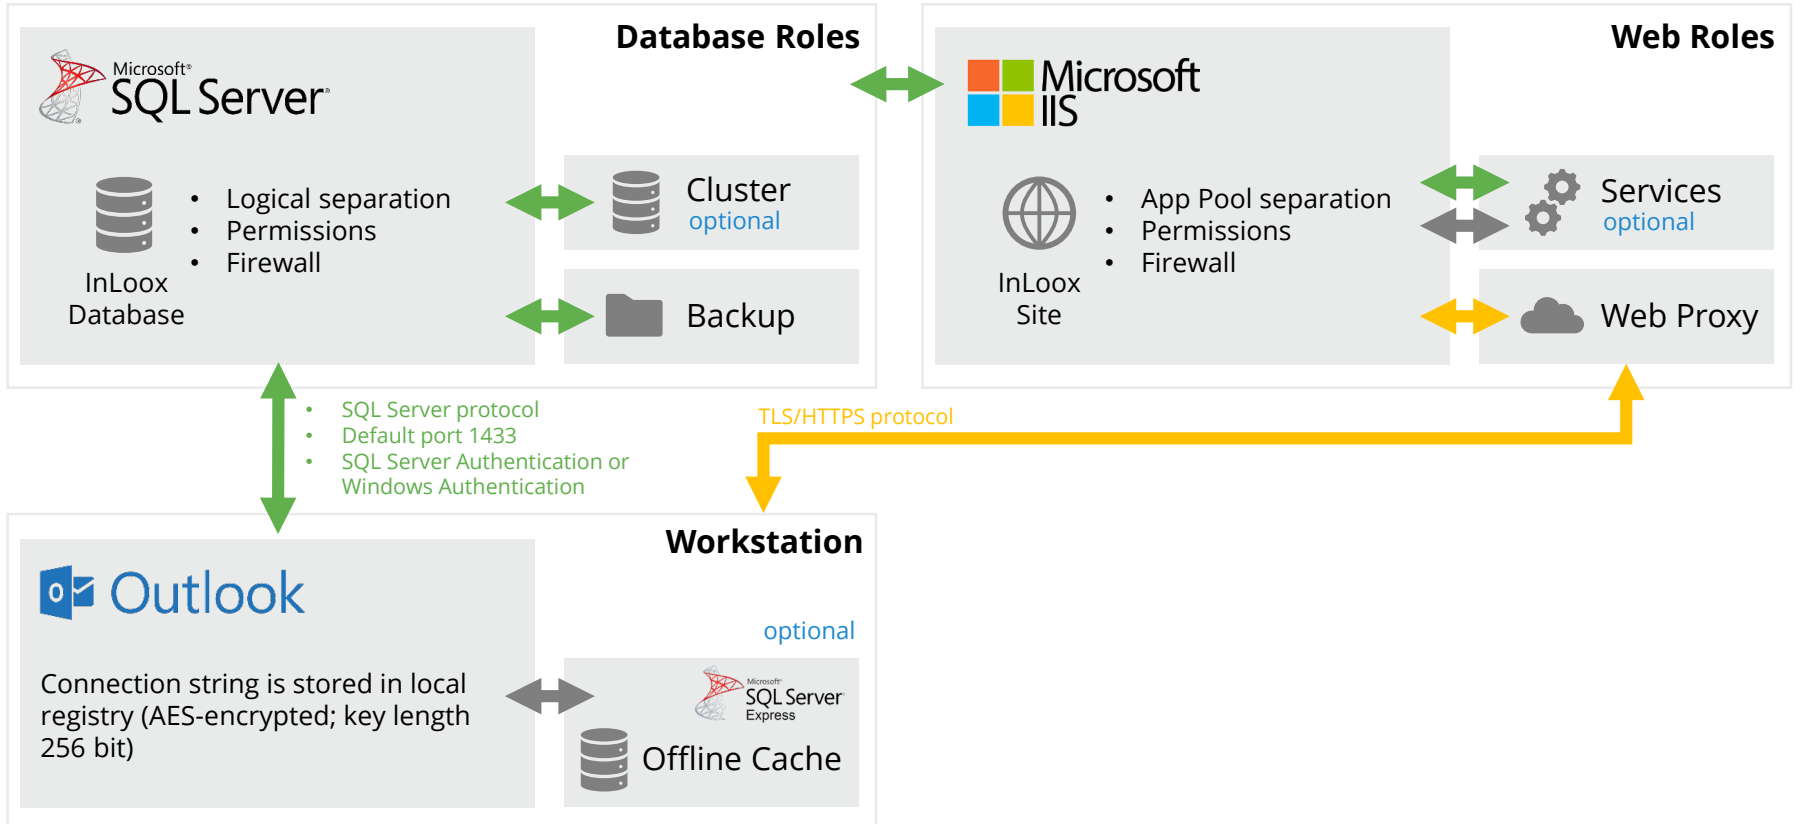 Database Roles
Microsoft®
SQL Server®
InLoox
Database
• Logical separation
• Permissions
• Firewall
Cluster
optional
Backup
Web Roles
Microsoft
IIS
InLoox
Site
• App Pool separation
• Permissions
• Firewall
Services
optional
Web Proxy
• SQL Server protocol
• Default port 1433
• SQL Server Authentication or
Windows Authentication
TLS/HTTPS protocol
Workstation
Outlook
Connection string is stored in local
registry (AES-encrypted; key length
256 bit)
optional
Microsoft®
SQL Server®
Express
Offline Cache